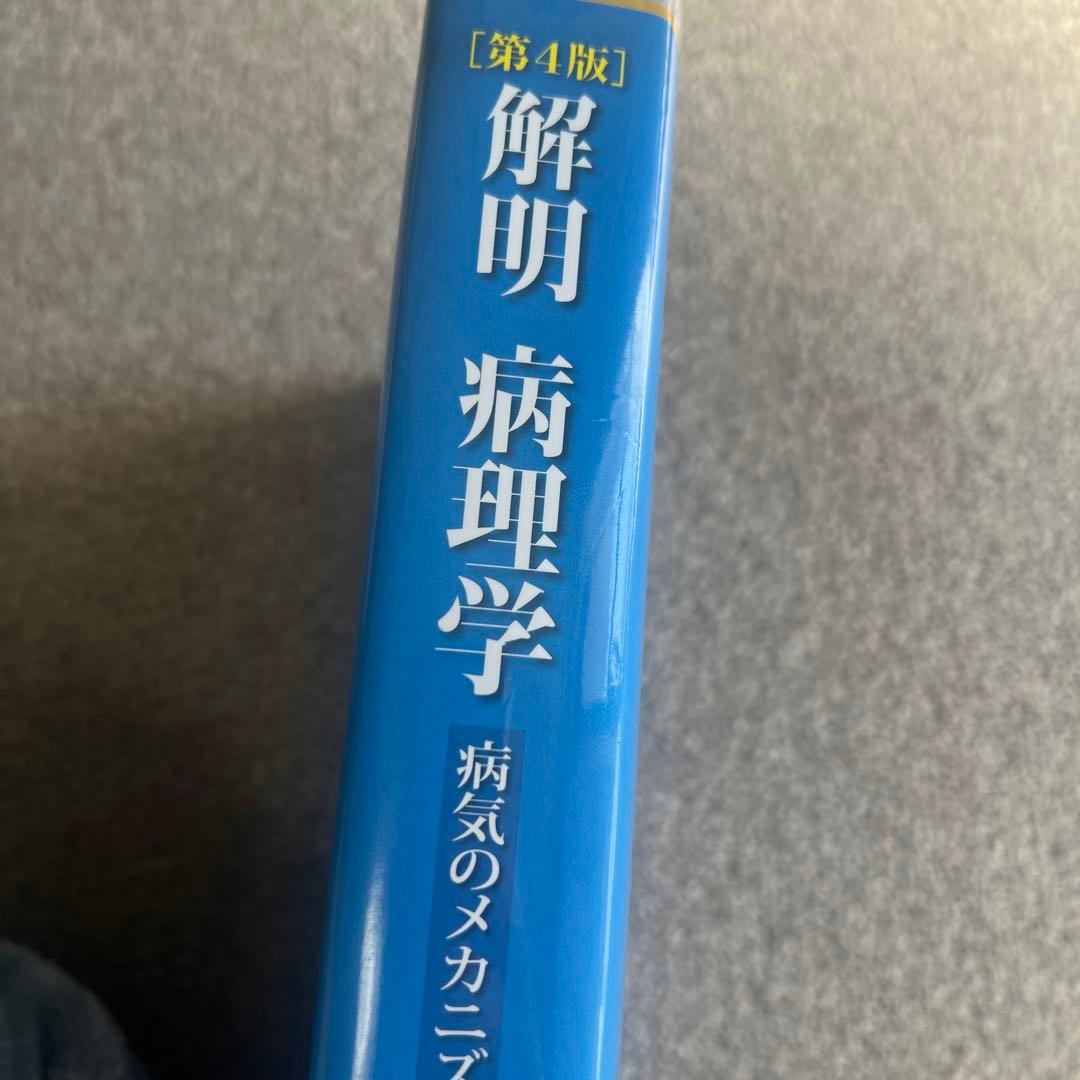 ［第4版］
解明 病理学
病気のメカニズ